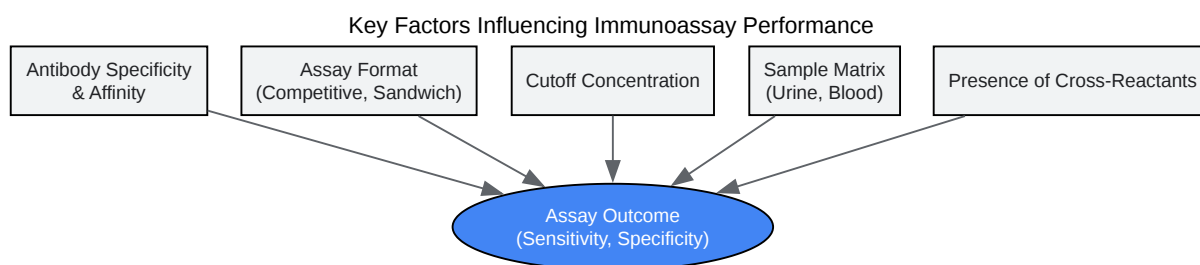 Key Factors Influencing Immunoassay Performance
Antibody Specificity
& Affinity
Assay Format
(Competitive, Sandwich)
Cutoff Concentration
Sample Matrix
(Urine, Blood)
Presence of Cross-Reactants
Assay Outcome
(Sensitivity, Specificity)